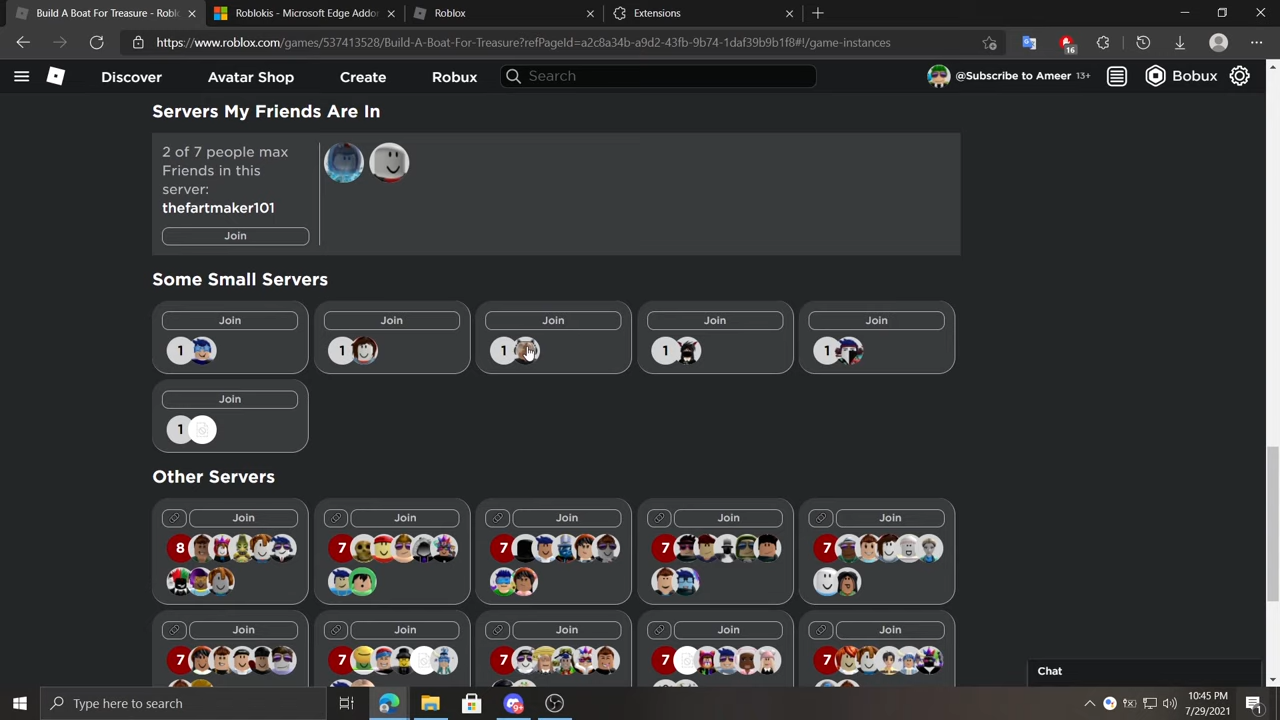 Build A Boat For Treasure - Roblo
Roblokis - Microsoft Edge Addon
Roblox
Extensions
https://www.roblox.com/games/537413528/Build-A-Boat-For-Treasure?refPageId=a2c8a34b-a9d2-43fb-9b74-1daf39b9b1f8#!/game-instances
16
Discover
Avatar Shop
Create
Robux
Search
@Subscribe to Ameer 13+
Bobux
Servers My Friends Are In
2 of 7 people max
Friends in this
server:
thefartmaker101
Join
Some Small Servers
Join Join Join Join Join
1 1 1 1 1
Join
1
Other Servers
Join Join Join Join Join
8 7 7 7 7
Join Join Join Join Join
7 7 7 7 7
Chat
Type here to search
10:45 PM
7/29/2021
1